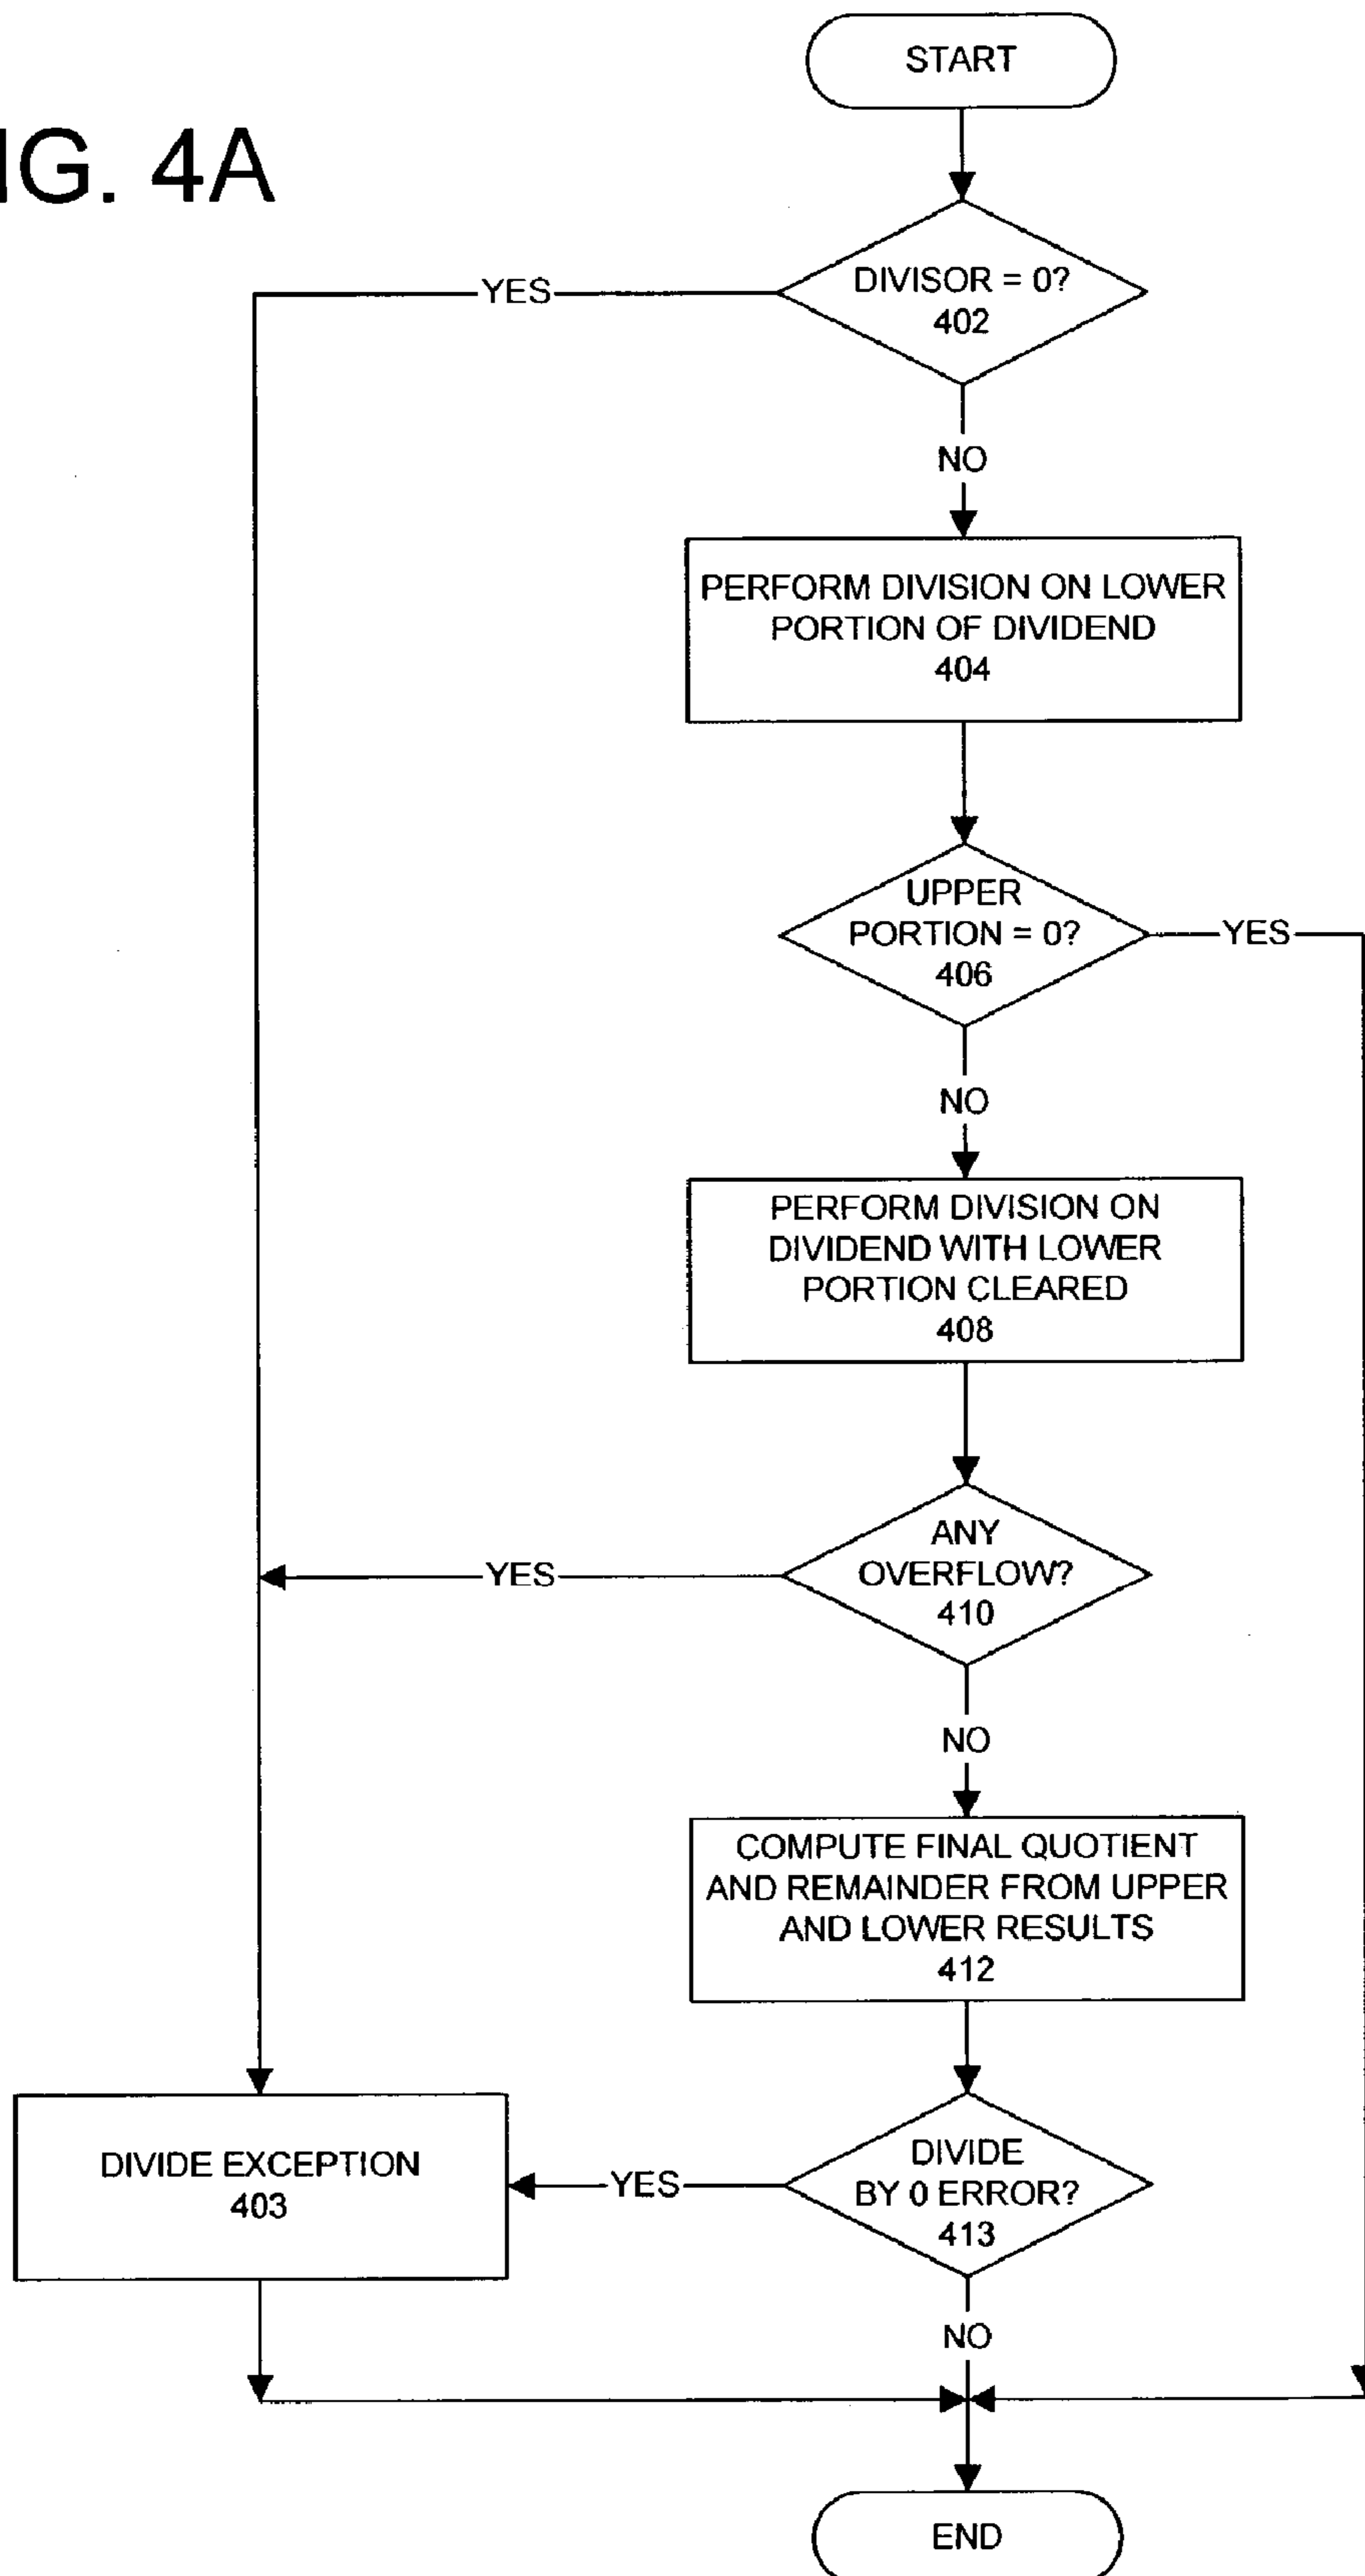 START
IG. 4A
DIVISOR = 0?
402
YES
NO
PERFORM DIVISION ON LOWER
PORTION OF DIVIDEND
404
UPPER
PORTION = 0?
406
YES
NO
PERFORM DIVISION ON
DIVIDEND WITH LOWER
PORTION CLEARED
408
ANY
OVERFLOW?
410
YES
NO
COMPUTE FINAL QUOTIENT
AND REMAINDER FROM UPPER
AND LOWER RESULTS
412
DIVIDE EXCEPTION
403
YES
DIVIDE
BY 0 ERROR?
413
NO
END